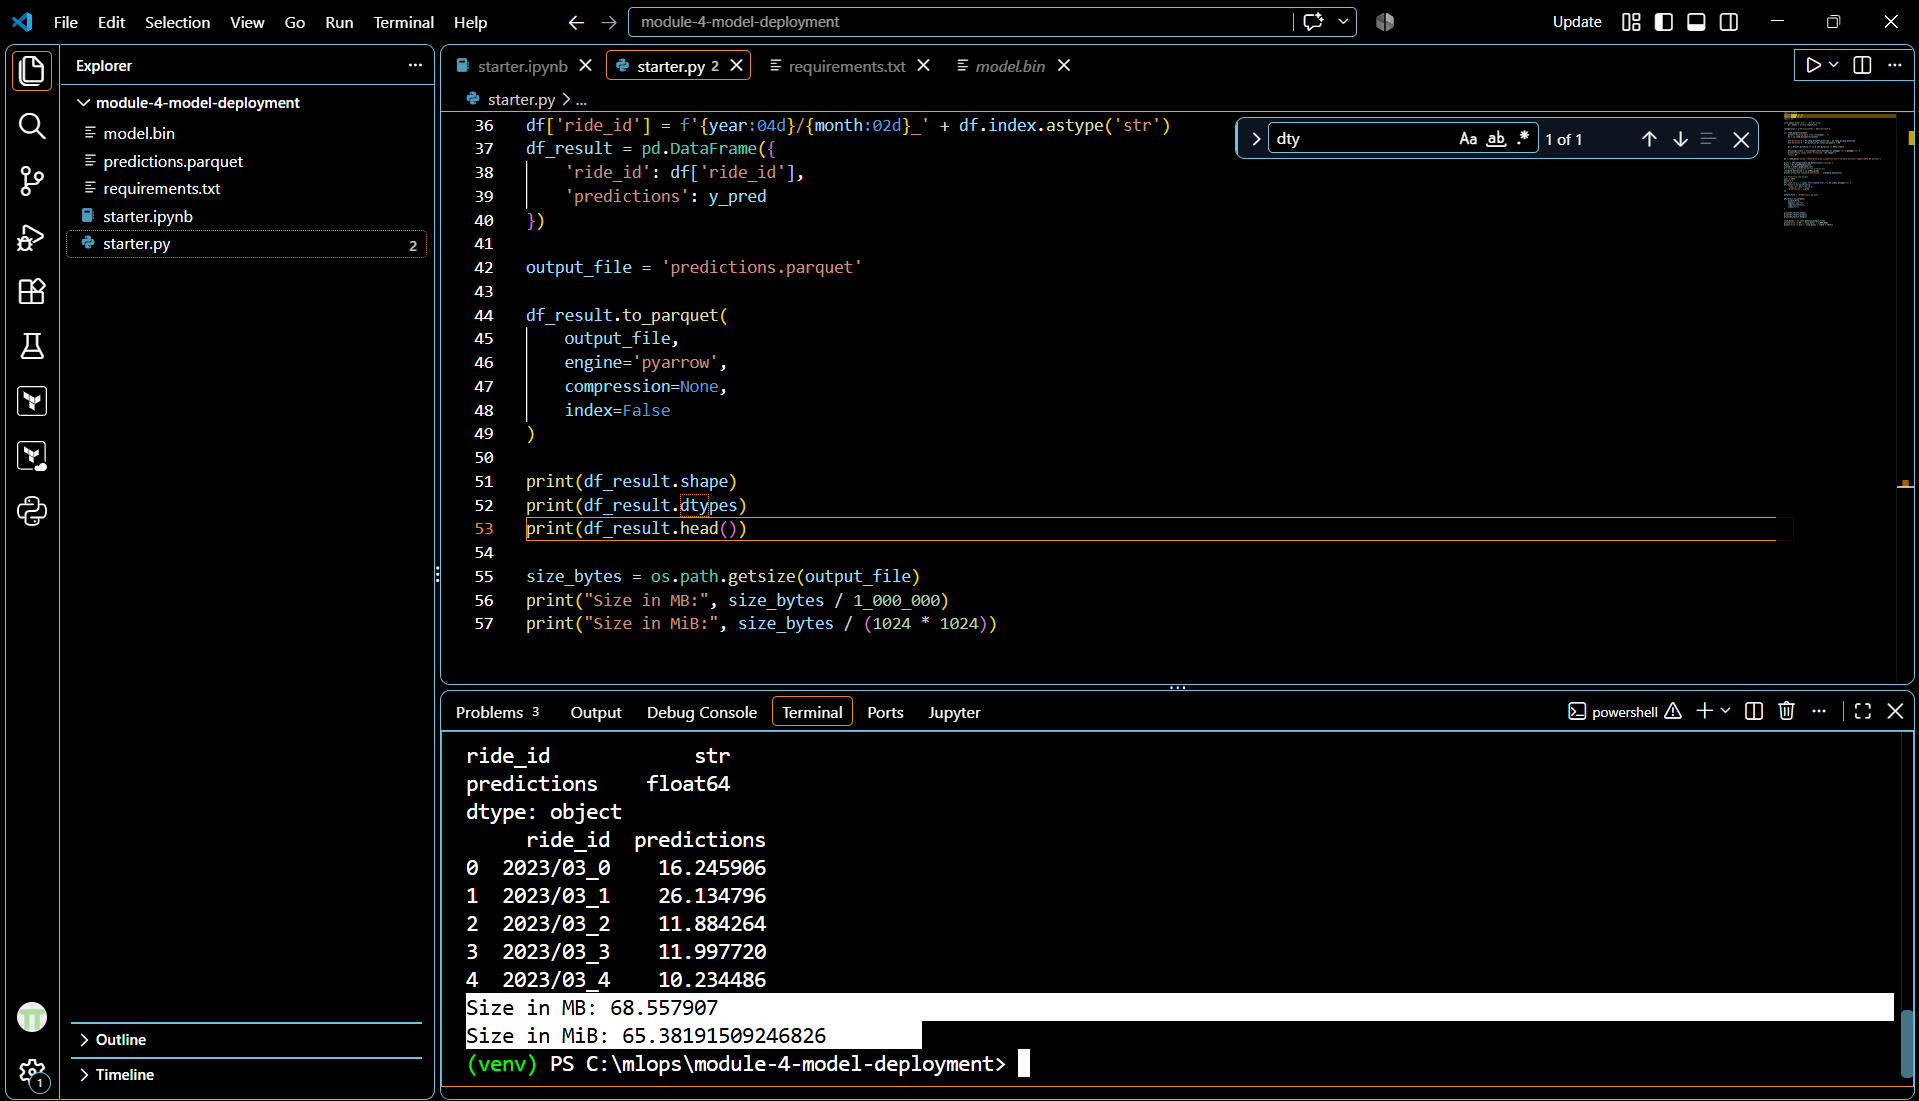 File Edit Selection View Go Run Terminal Help
module-4-model-deployment
Update
Explorer
module-4-model-deployment
model.bin
predictions.parquet
requirements.txt
starter.ipynb
starter.py 2
Outline
Timeline
1
starter.ipynb starter.py 2 requirements.txt model.bin
starter.py > ...
dty Aa ab .* 1 of 1
36 df['ride_id'] = f'{year:04d}/{month:02d}_' + df.index.astype('str')
37 df_result = pd.DataFrame({
38 'ride_id': df['ride_id'],
39 'predictions': y_pred
40 })
41
42 output_file = 'predictions.parquet'
43
44 df_result.to_parquet(
45 output_file,
46 engine='pyarrow',
47 compression=None,
48 index=False
49 )
50
51 print(df_result.shape)
52 print(df_result.dtypes)
53 print(df_result.head())
54
55 size_bytes = os.path.getsize(output_file)
56 print("Size in MB:", size_bytes / 1_000_000)
57 print("Size in MiB:", size_bytes / (1024 * 1024))
Problems 3 Output Debug Console Terminal Ports Jupyter
powershell
ride_id str
predictions float64
dtype: object
ride_id predictions
0 2023/03_0 16.245906
1 2023/03_1 26.134796
2 2023/03_2 11.884264
3 2023/03_3 11.997720
4 2023/03_4 10.234486
Size in MB: 68.557907
Size in MiB: 65.38191509246826
(venv) PS C:\mlops\module-4-model-deployment>